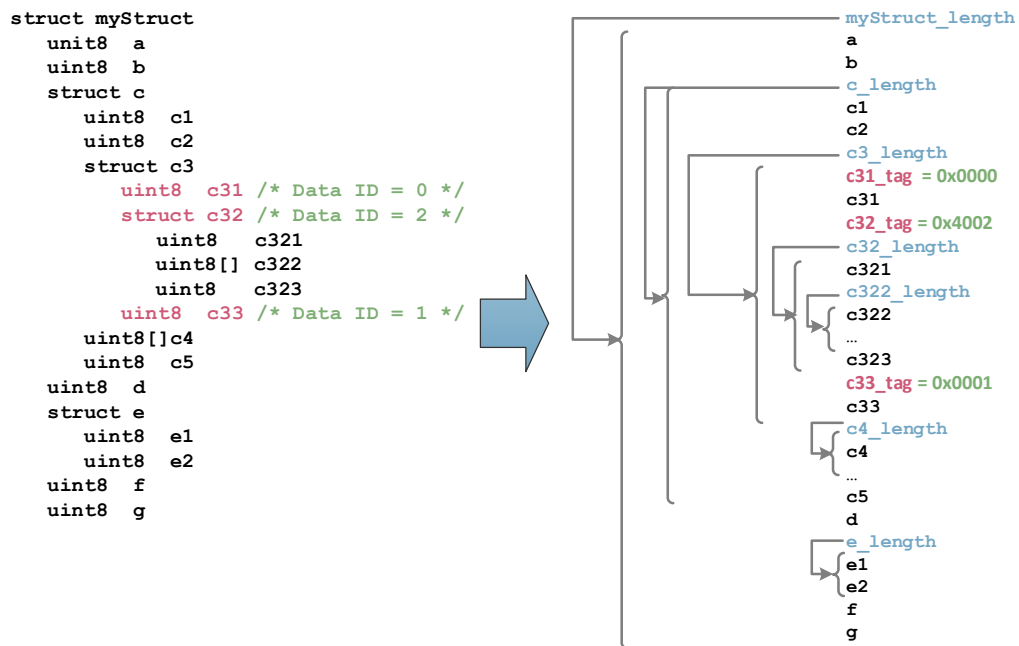 struct myStruct
unit8 a
uint8 b
struct c
uint8 c1
uint8 c2
struct c3
uint8 c31 /* Data ID = 0 */
struct c32 /* Data ID = 2 */
uint8 c321
uint8[] c322
uint8 c323
uint8 c33 /* Data ID = 1 */
uint8[]c4
uint8 c5
uint8 d
struct e
uint8 e1
uint8 e2
uint8 f
uint8 g
myStruct_length
a
b
c_length
c1
c2
c3_length
c31_tag = 0x0000
c31
c32_tag = 0x4002
c32_length
c321
c322_length
c322
…
c323
c33_tag = 0x0001
c33
c4_length
c4
…
c5
d
e_length
e1
e2
f
g